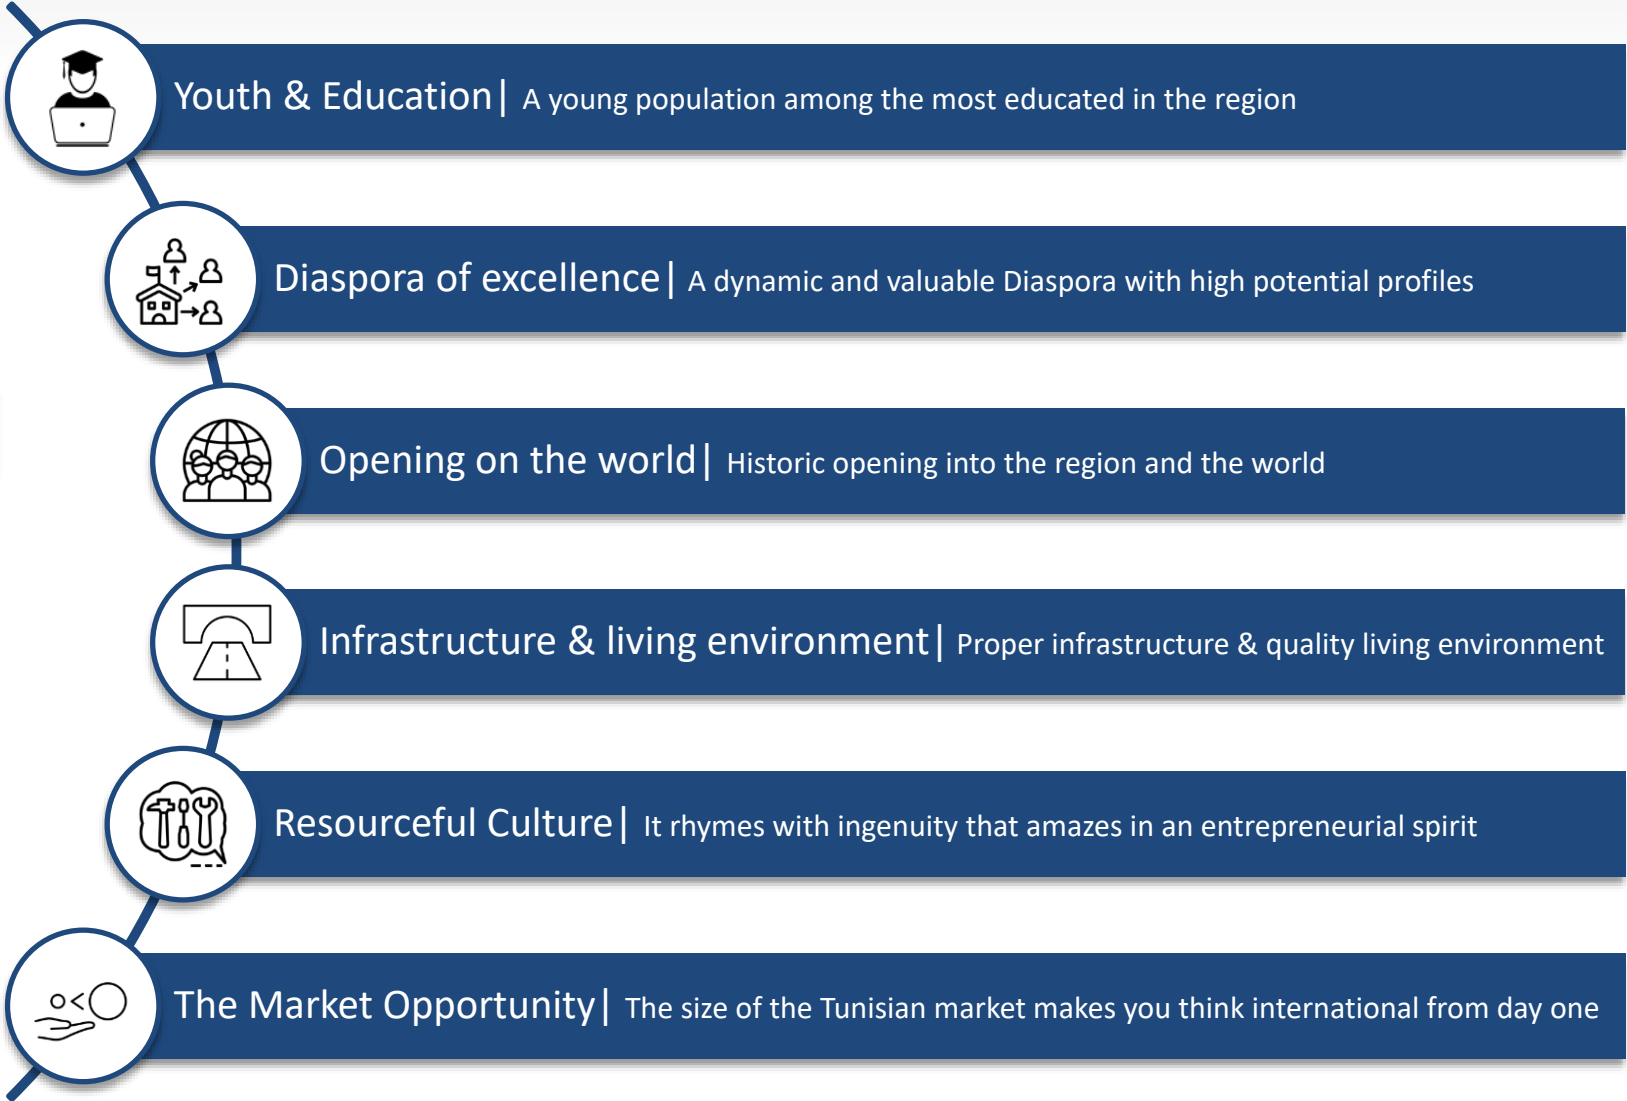 Youth & Education| A young population among the most educated in the region
Diaspora of excellence| A dynamic and valuable Diaspora with high potential profiles
Opening on the world| Historic opening into the region and the world
Infrastructure & living environment| Proper infrastructure & quality living environment
Resourceful Culture| It rhymes with ingenuity that amazes in an entrepreneurial spirit
The Market Opportunity| The size of the Tunisian market makes you think international from day one